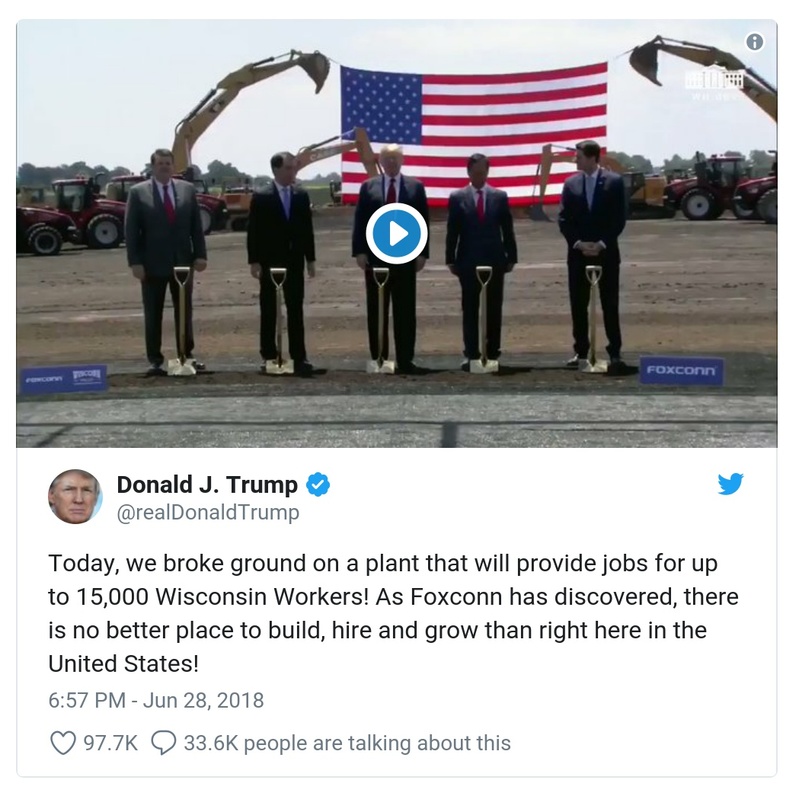 FOXCONN
WISCONSIN
FOXCONN
Donald J. Trump
@realDonaldTrump
Today, we broke ground on a plant that will provide jobs for up
to 15,000 Wisconsin Workers! As Foxconn has discovered, there
is no better place to build, hire and grow than right here in the
United States!
6:57 PM - Jun 28, 2018
97.7K 33.6K people are talking about this